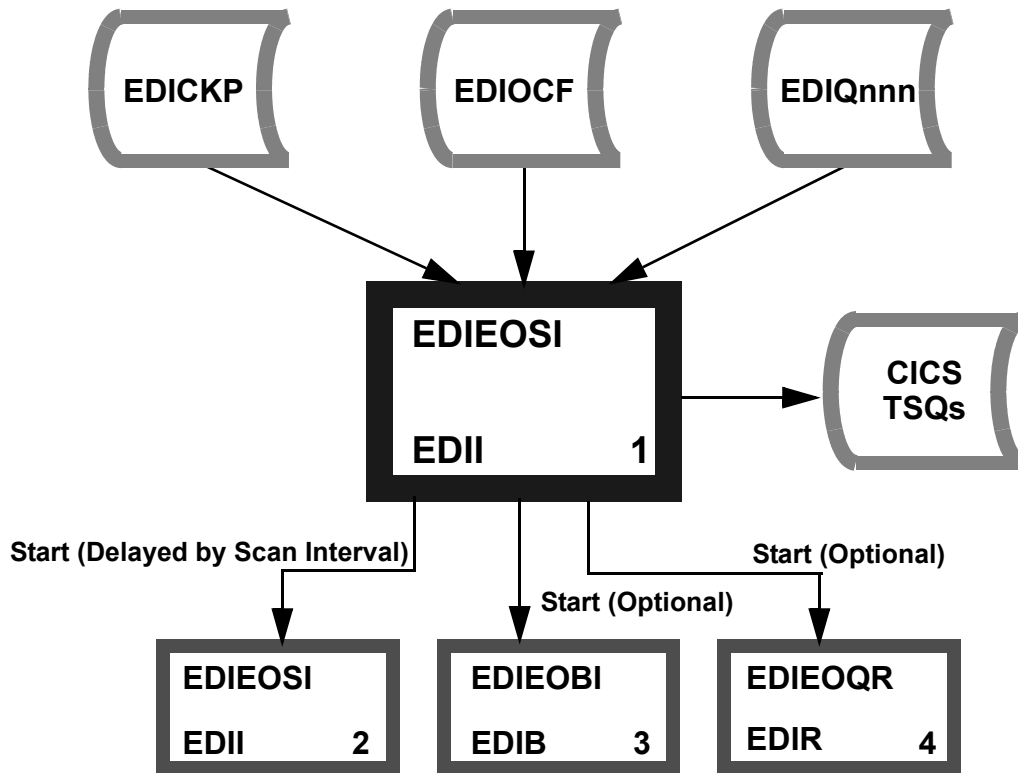 EDICKP
EDIOCF
EDIQnnn
EDIEOSI
EDII 1
CICS
TSQs
Start (Delayed by Scan Interval)
Start (Optional)
Start (Optional)
EDIEOSI
EDII 2
EDIEOBI
EDIB 3
EDIEOQR
EDIR 4